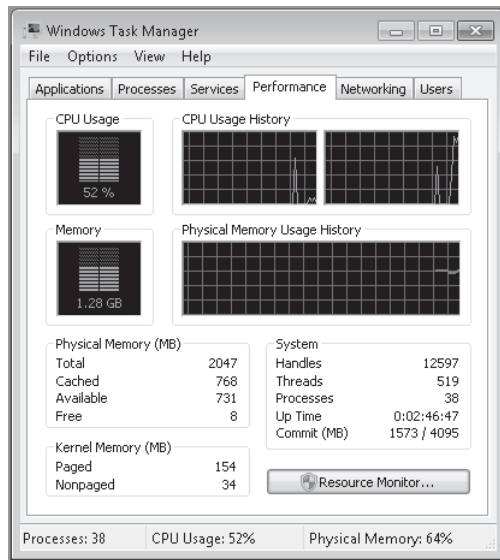 Windows Task Manager
File Options View Help
Applications Processes Services Performance Networking Users
CPU Usage
52 %
CPU Usage History
Memory
1.28 GB
Physical Memory Usage History
Physical Memory (MB)
Total 2047
Cached 768
Available 731
Free 8
System
Handles 12597
Threads 519
Processes 38
Up Time 0:02:46:47
Commit (MB) 1573 / 4095
Kernel Memory (MB)
Paged 154
Nonpaged 34
Resource Monitor...
Processes: 38 CPU Usage: 52% Physical Memory: 64%